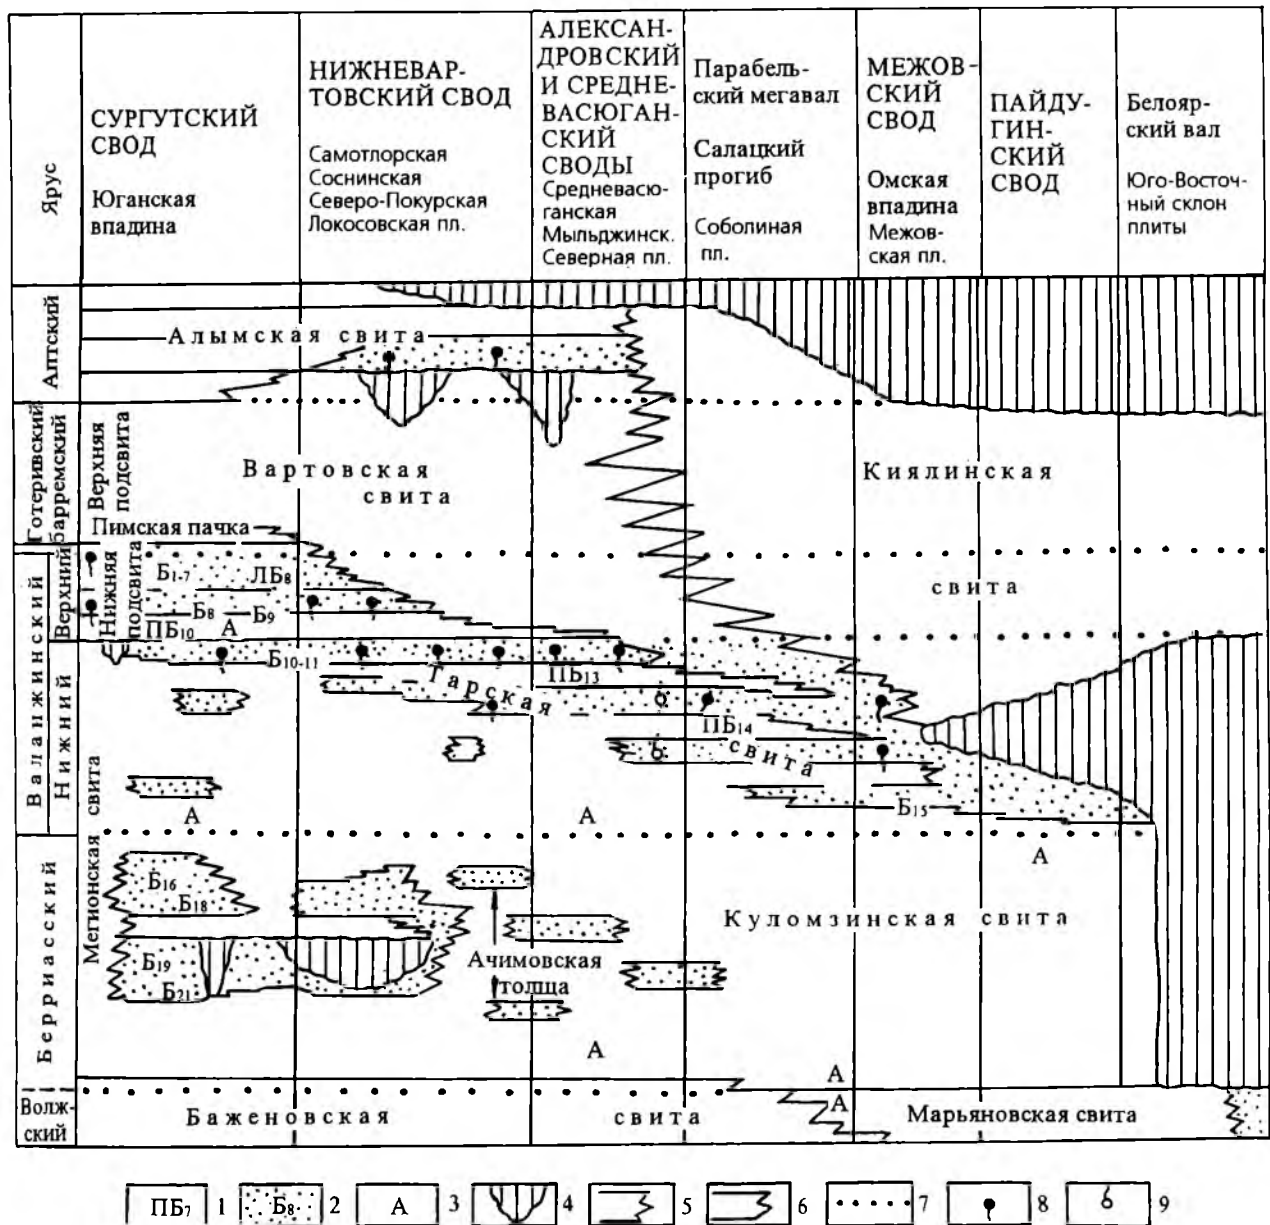 Ярус
СУРГУТСКИЙ
СВОД
Юганская
впадина
НИЖНЕВАР-
ТОВСКИЙ СВОД
Самотлорская
Соснинская
Северо-Покурская
Локосовская пл.
АЛЕКСАН-
ДРОВСКИЙ
И СРЕДНЕ-
ВАСЮГАН-
СКИЙ
СВОДЫ
Средневасю-
ганская
Мыльджинск.
Северная пл.
Парабель-
ский мегавал
Салацкий
прогиб
Соболиная
пл.
МЕЖОВ-
СКИЙ
СВОД
Омская
впадина
Межов-
ская пл.
ПАЙДУ-
ГИН-
СКИЙ
СВОД
Белояр-
ский вал
Юго-Восточ-
ный склон
плиты
Аптский
Алымская свита
Готеривский
барремский
Верхняя
подсвита
Вартовская
свита
Киялинская
свита
Пимская пачка
Валанжинский
Верхний
Нижний
Нижняя
подсвита
Б1-7
ЛБ8
Б8
Б9
ПБ10
А
Б10-11
Тарская
свита
ПБ13
ПБ14
Б15
А
А
А
Мегионская
свита
Берриасский
Б16
Б18
Б19
Б21
Ачимовская
толща
Куломзинская свита
А
А
А
Волж-
ский
Баженовская
свита
Марьяновская свита
ПБ7 1
Б8 2
А 3
4
5
6
7
8
9